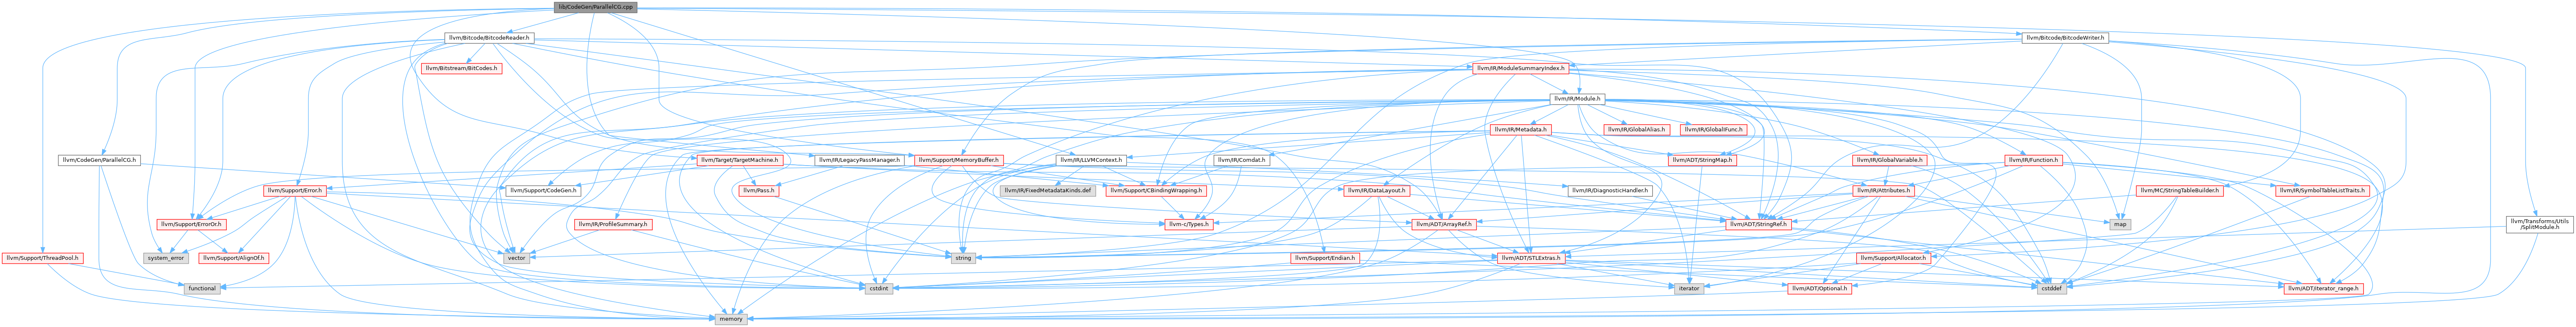 lib/CodeGen/ParallelCG.cpp
llvm/Bitcode/BitcodeReader.h
llvm/Bitcode/BitcodeWriter.h
llvm/Bitstream/BitCodes.h
llvm/IR/ModuleSummaryIndex.h
llvm/IR/Module.h
llvm/IR/Metadata.h
llvm/IR/GlobalAlias.h
llvm/IR/GlobalIFunc.h
llvm/CodeGen/ParallelCG.h
llvm/Target/TargetMachine.h
llvm/IR/LegacyPassManager.h
llvm/Support/MemoryBuffer.h
llvm/IR/LLVMContext.h
llvm/IR/Comdat.h
llvm/ADT/StringMap.h
llvm/IR/GlobalVariable.h
llvm/IR/Function.h
llvm/Support/Error.h
llvm/Support/CodeGen.h
llvm/Pass.h
llvm/IR/FixedMetadataKinds.def
llvm/Support/CBindingWrapping.h
llvm/IR/DataLayout.h
llvm/IR/DiagnosticHandler.h
llvm/IR/Attributes.h
llvm/MC/StringTableBuilder.h
llvm/IR/SymbolTableListTraits.h
llvm/Support/ErrorOr.h
llvm/IR/ProfileSummary.h
llvm-c/Types.h
llvm/ADT/ArrayRef.h
llvm/ADT/StringRef.h
map
llvm/Transforms/Utils
/SplitModule.h
llvm/Support/ThreadPool.h
system_error
llvm/Support/AlignOf.h
vector
string
llvm/Support/Endian.h
llvm/ADT/STLExtras.h
llvm/Support/Allocator.h
functional
cstdint
iterator
llvm/ADT/Optional.h
cstddef
llvm/ADT/iterator_range.h
memory